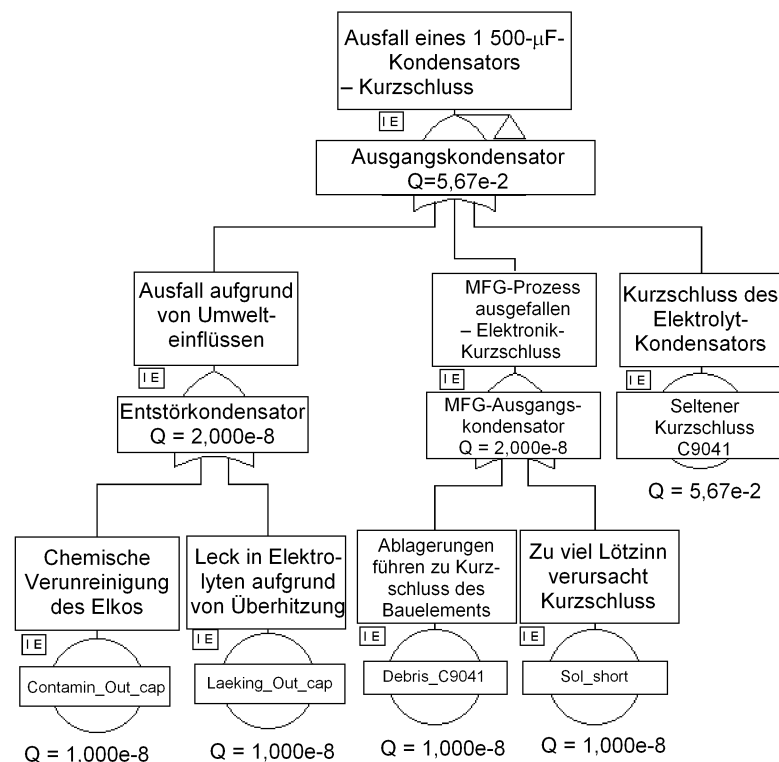 Ausfall eines 1 500-µF-
Kondensators
– Kurzschluss
I E
Ausgangskondensator
Q=5,67e-2
Ausfall aufgrund
von Umwelt-
einflüssen
I E
Entstörkondensator
Q = 2,000e-8
MFG-Prozess
ausgefallen
– Elektronik-
Kurzschluss
I E
MFG-Ausgangs-
kondensator
Q = 2,000e-8
Kurzschluss des
Elektrolyt-
Kondensators
I E
Seltener
Kurzschluss
C9041
Q = 5,67e-2
Chemische
Verunreinigung
des Elkos
I E
Contamin_Out_cap
Q = 1,000e-8
Leck in Elektro-
lyten aufgrund
von Überhitzung
I E
Laeking_Out_cap
Q = 1,000e-8
Ablagerungen
führen zu Kurz-
schluss des
Bauelements
I E
Debris_C9041
Q = 1,000e-8
Zu viel Lötzinn
verursacht
Kurzschluss
I E
Sol_short
Q = 1,000e-8